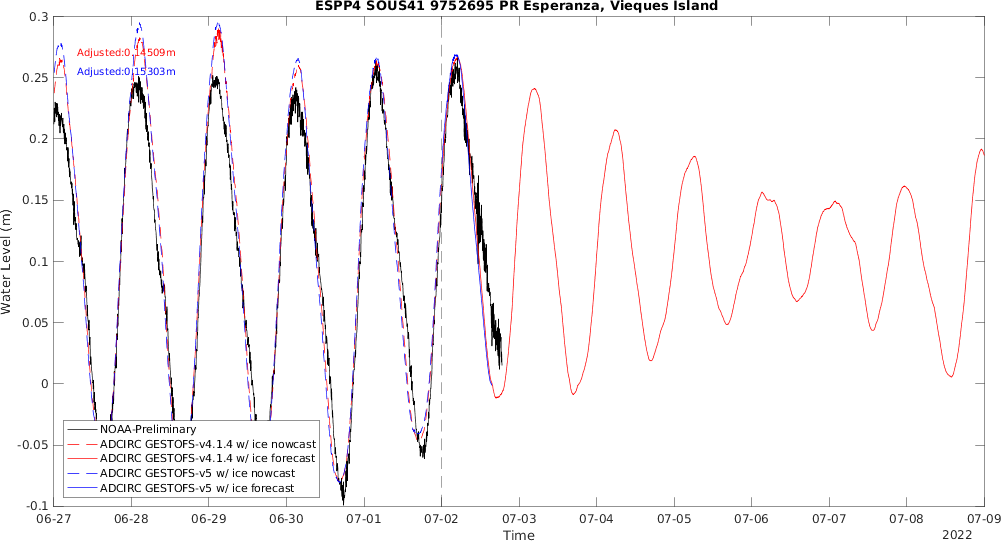 ESPP4 SOUS41 9752695 PR Esperanza, Vieques Island
0.3
Adjusted:0.14509m
Adjusted:0.15303m
0.25
0.2
0.15
0.1
0.05
0
-0.05
-0.1
Water Level (m)
NOAA-Preliminary
ADCIRC GESTOFS-v4.1.4 w/ ice nowcast
ADCIRC GESTOFS-v4.1.4 w/ ice forecast
ADCIRC GESTOFS-v5 w/ ice nowcast
ADCIRC GESTOFS-v5 w/ ice forecast
06-27 06-28 06-29 06-30 07-01 07-02 07-03 07-04 07-05 07-06 07-07 07-08 07-09
Time
2022